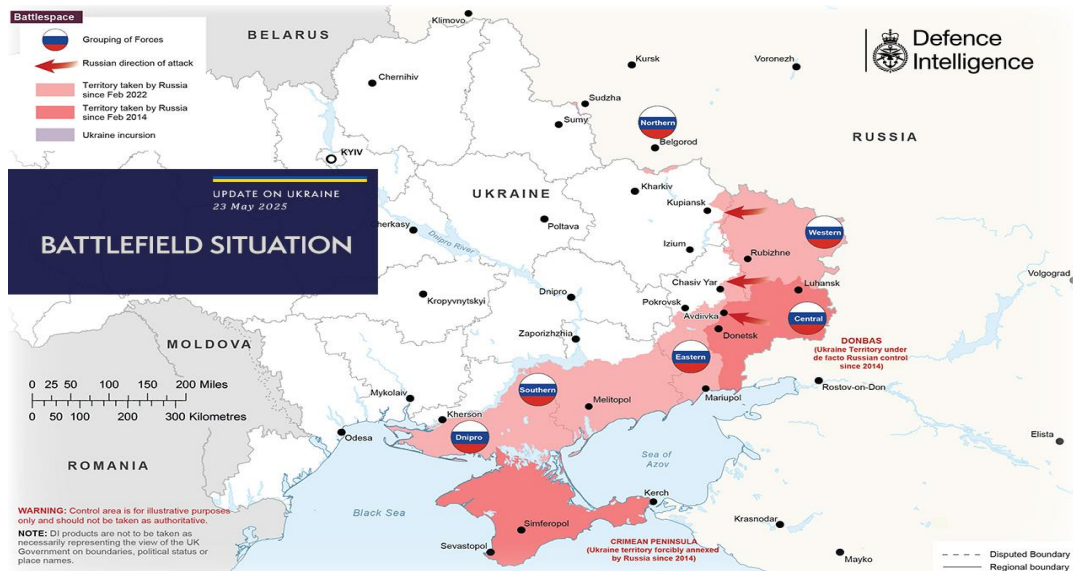 Battlespace
Grouping of Forces
Russian direction of attack
Territory taken by Russia
since Feb 2022
Territory taken by Russia
since Feb 2014
Ukraine incursion
UPDATE ON UKRAINE
23 May 2025
BATTLEFIELD SITUATION
Defence
Intelligence
BELARUS
Klimovo
Chernihiv
Kursk
Voronezh
Sudzha
Sumy
Northern
Belgorod
RUSSIA
KYIV
UKRAINE
Kharkiv
Kupiansk
Cherkasy
Poltava
Dnipro River
Western
Izium
Rubizhne
Volgograd
Chasiv Yar
Luhansk
Kropyvnytskyi
Dnipro
Pokrovsk
Avdiivka
Central
Zaporizhzhia
Donetsk
MOLDOVA
DONBAS
(Ukraine Territory under
de facto Russian control
since 2014)
Eastern
0 25 50 100 150 200 Miles
0 50 100 200 300 Kilometres
Southern
Mykolaiv
Melitopol
Mariupol
Rostov-on-Don
Kherson
Dnipro
Odesa
Elista
ROMANIA
Sea of
Azov
Kerch
Black Sea
Krasnodar
Simferopol
Sevastopol
CRIMEAN PENINSULA
(Ukraine territory forcibly annexed
by Russia since 2014)
Mayko
WARNING: Control area is for illustrative purposes
only and should not be taken as authoritative.
NOTE: DI products are not to be taken as
necessarily representing the view of the UK
Government on boundaries, political status or
place names.
Disputed Boundary
Regional boundary